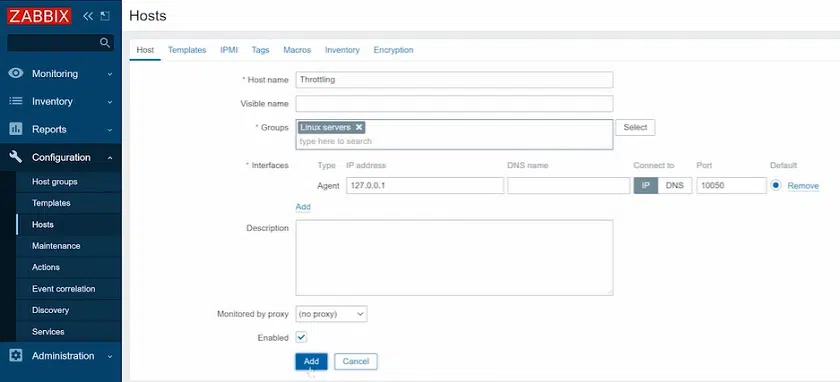 ZABBIX
Monitoring
Inventory
Reports
Configuration
Host groups
Templates
Hosts
Maintenance
Actions
Event correlation
Discovery
Services
Administration
Hosts
Host Templates IPMI Tags Macros Inventory Encryption
* Host name Throttling
Visible name
* Groups Linux servers Select
type here to search
* Interfaces Type IP address DNS name Connect to Port Default
Agent 127.0.0.1 IP DNS 10050 Remove
Add
Description
Monitored by proxy (no proxy)
Enabled
Add Cancel